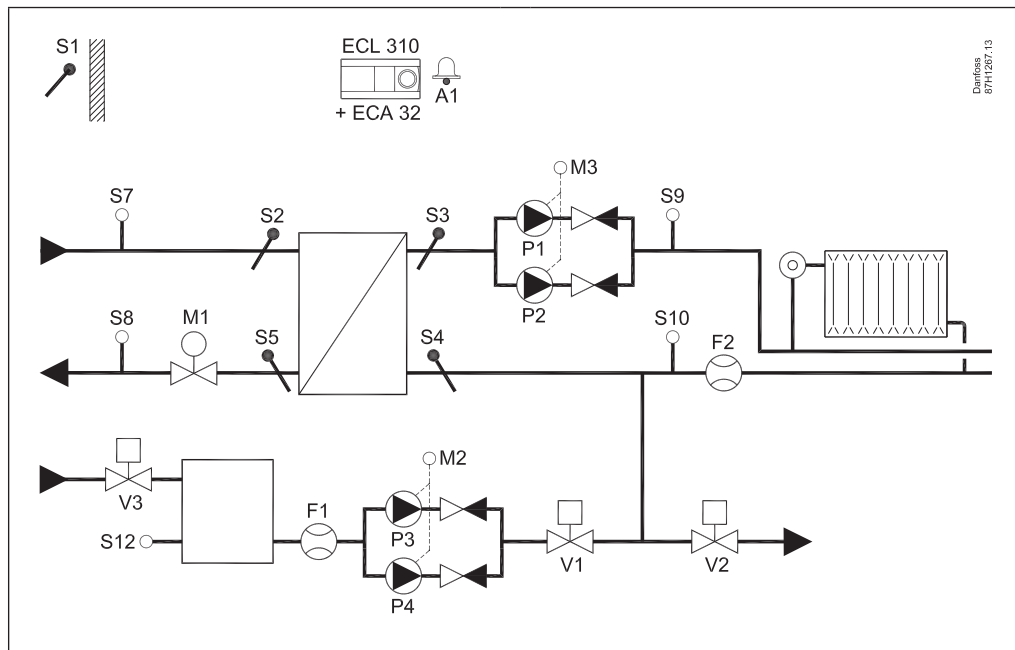 S1
ECL 310
A1
+ ECA 32
Danfoss
87H1267.13
M3
S7
S2
S3
S9
P1
P2
S8
M1
S5
S4
S10
F2
M2
V3
F1
P3
S12
V1
V2
P4